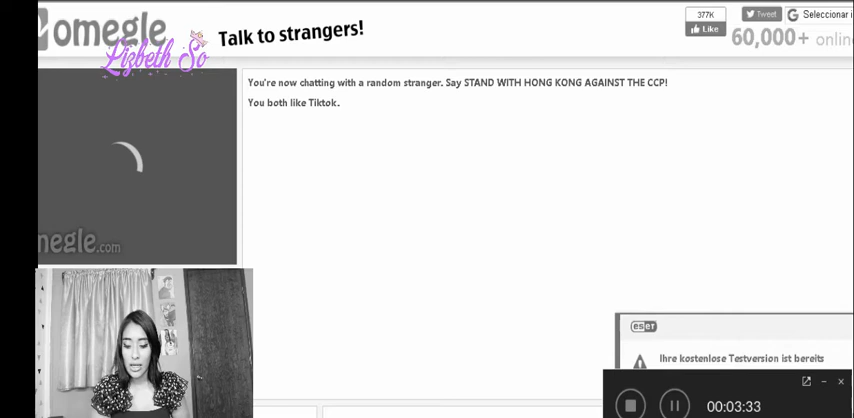 omegle
Talk to strangers!
Lizbeth So
377K
Like
Tweet
Seleccionar i
60,000+ onlin
You're now chatting with a random stranger. Say STAND WITH HONG KONG AGAINST THE CCP!
You both like Tiktok.
megle.com
eset
Ihre kostenlose Testversion ist bereits
00:03:33